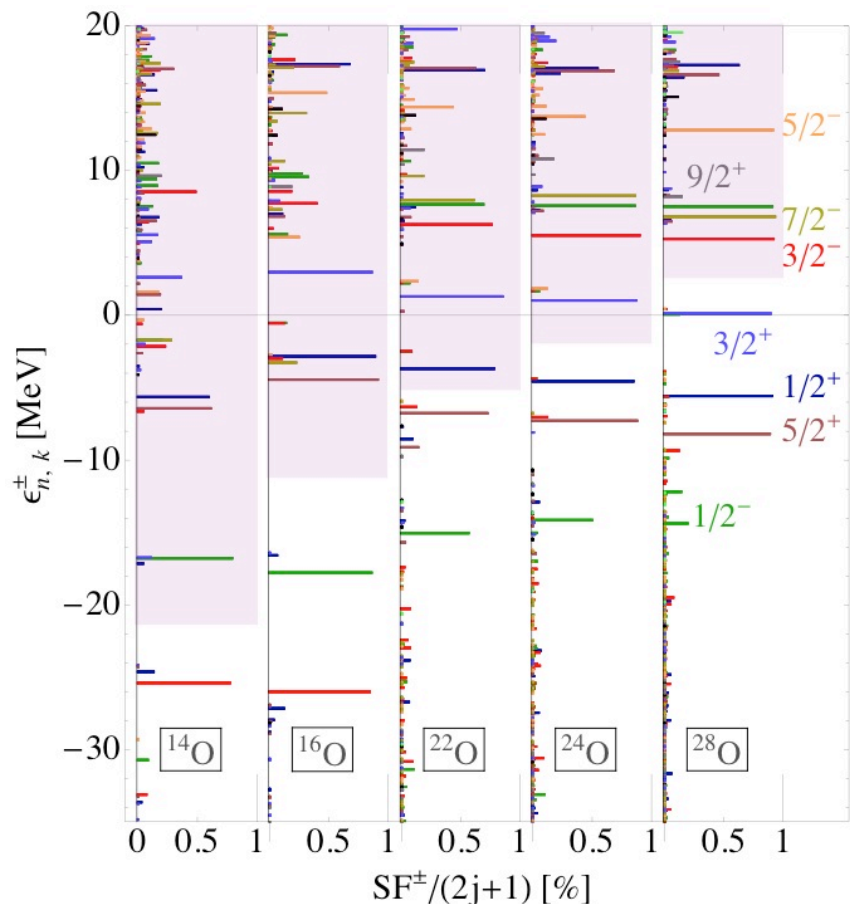 20
10
0
−10
−20
−30
ϵ±n, k [MeV]
5/2−
9/2+
7/2−
3/2−
3/2+
1/2+
5/2+
1/2−
14O
16O
22O
24O
28O
0 0.5 1 0.5 1 0.5 1 0.5 1 0.5 1
SF±/(2j+1) [%]